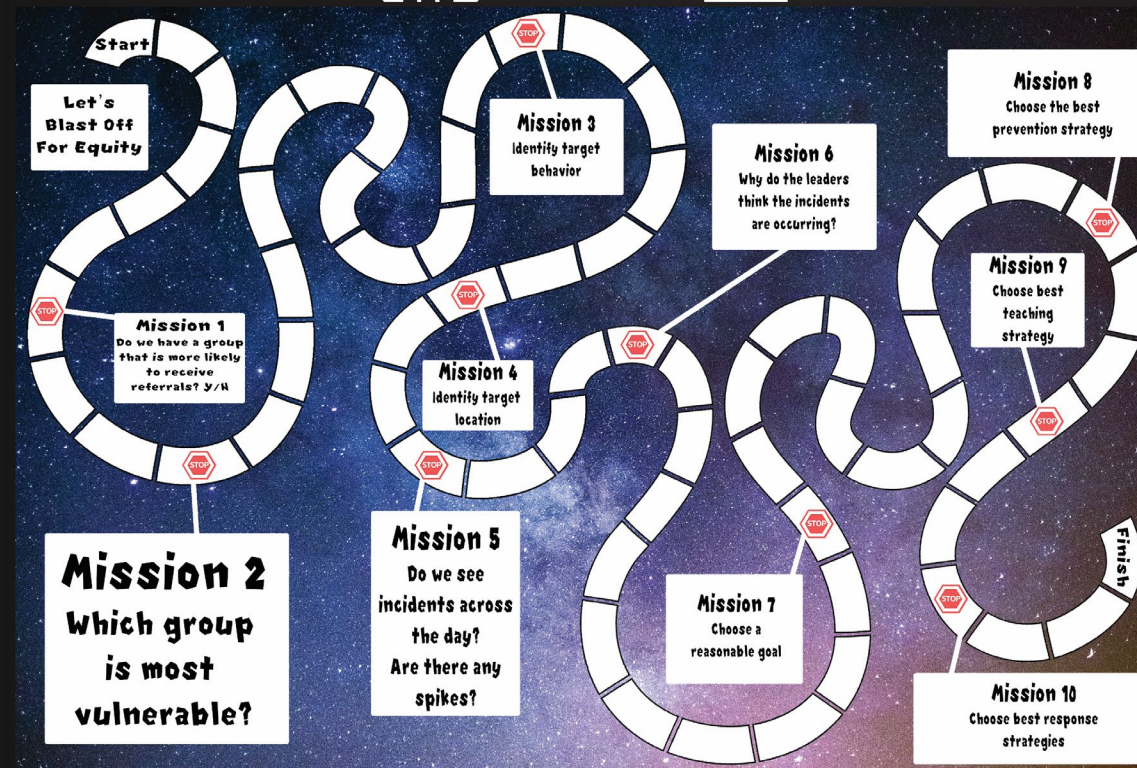 Start
Let's
Blast Off
For Equity
STOP
Mission 1
Do we have a group
that is more likely
to receive
referrals? Y/N
STOP
Mission 2
Which group
is most
vulnerable?
STOP
Mission 3
Identify target
behavior
STOP
Mission 4
Identify target
location
STOP
Mission 5
Do we see
incidents across
the day?
Are there any
spikes?
STOP
Mission 6
Why do the leaders
think the incidents
are occurring?
STOP
Mission 7
Choose a
reasonable goal
STOP
Mission 8
Choose the best
prevention strategy
STOP
Mission 9
Choose best
teaching
strategy
STOP
Mission 10
Choose best response
strategies
STOP
Finish